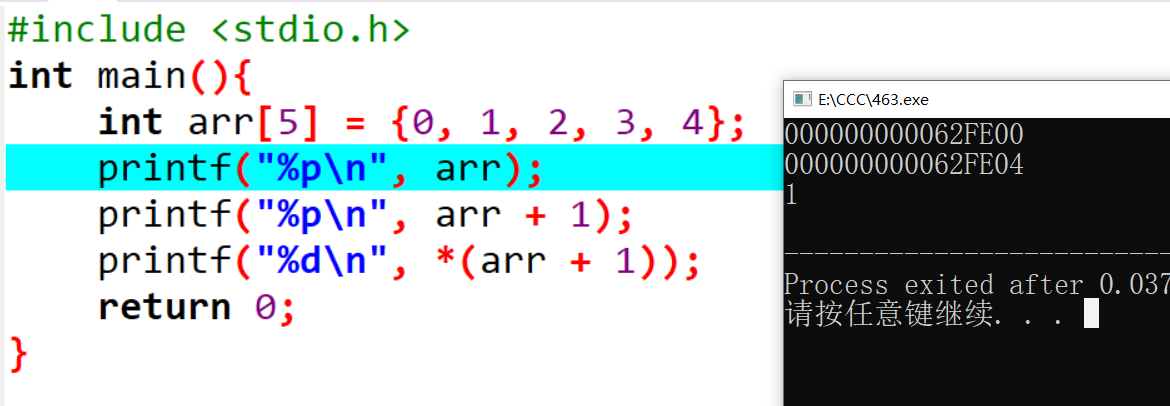 #include <stdio.h>
int main(){
    int arr[5] = {0, 1, 2, 3, 4};
    printf("%p\n", arr);
    printf("%p\n", arr + 1);
    printf("%d\n", *(arr + 1));
    return 0;
}
E:\CCC\463.exe
000000000062FE00
000000000062FE04
1
--------------------------
Process exited after 0.037
请按任意键继续. . .